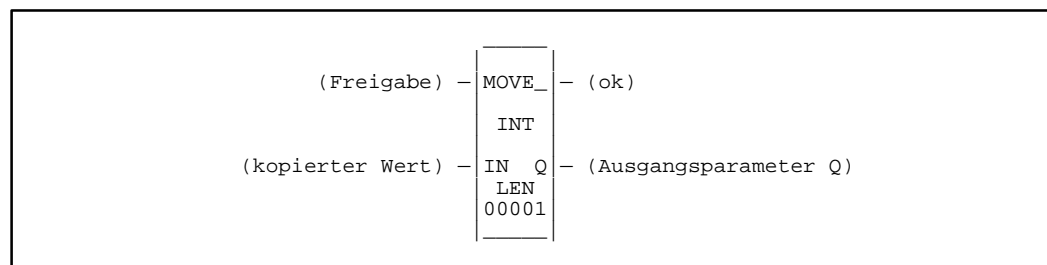 (Freigabe) MOVE_ (ok)
INT
(kopierter Wert) IN Q (Ausgangsparameter Q)
LEN
00001